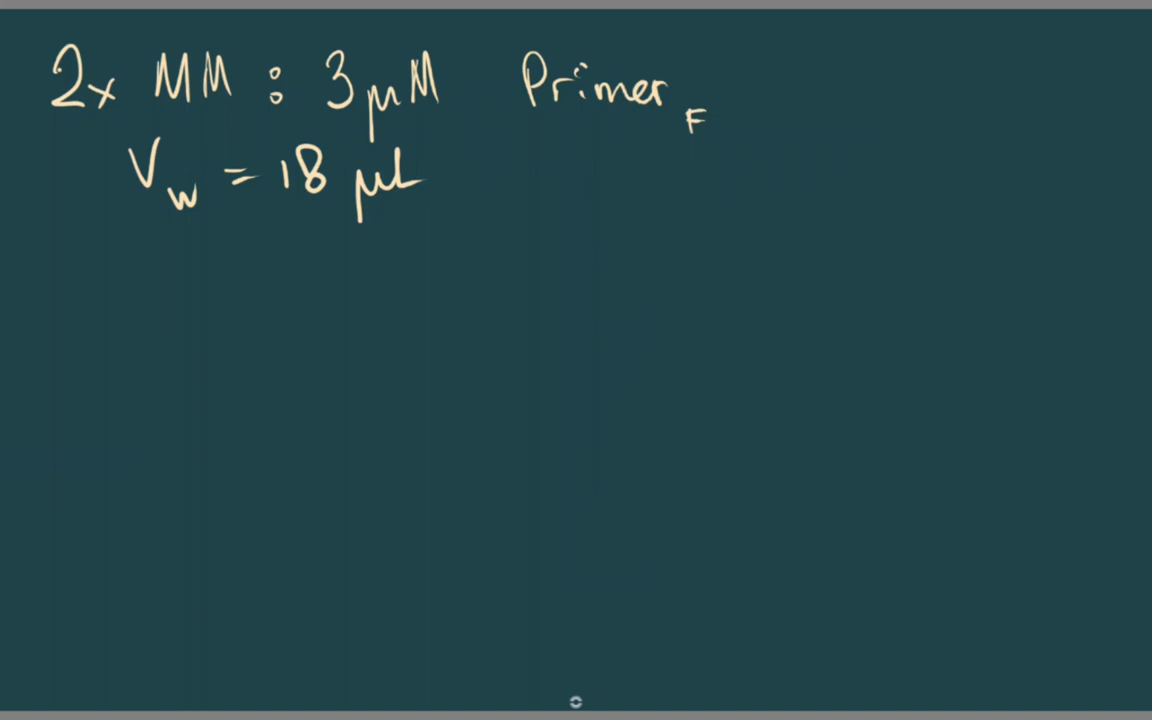 2x MM : 3 μM Primer F
V w = 18 μL